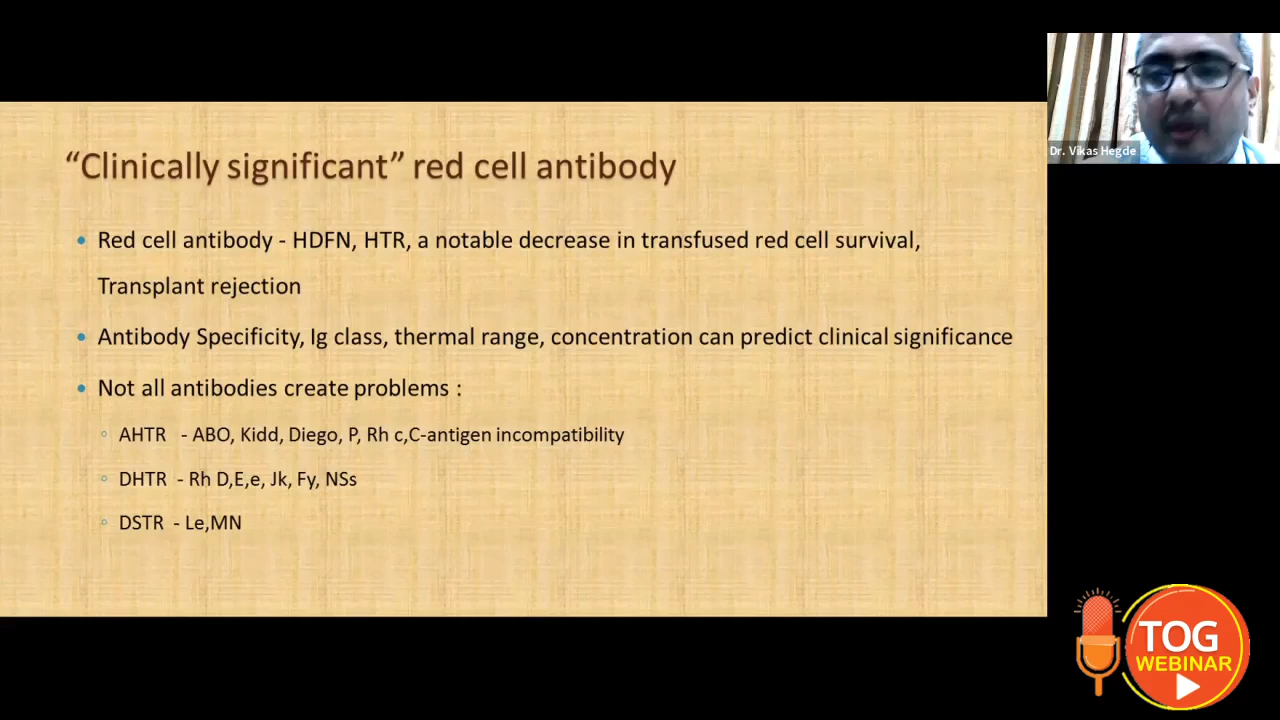 “Clinically significant” red cell antibody
• Red cell antibody - HDFN, HTR, a notable decrease in transfused red cell survival,
Transplant rejection
• Antibody Specificity, Ig class, thermal range, concentration can predict clinical significance
• Not all antibodies create problems :
◦ AHTR - ABO, Kidd, Diego, P, Rh c,C-antigen incompatibility
◦ DHTR - Rh D,E,e, Jk, Fy, NSs
◦ DSTR - Le,MN
Dr. Vikas Hegde
TOG
WEBINAR